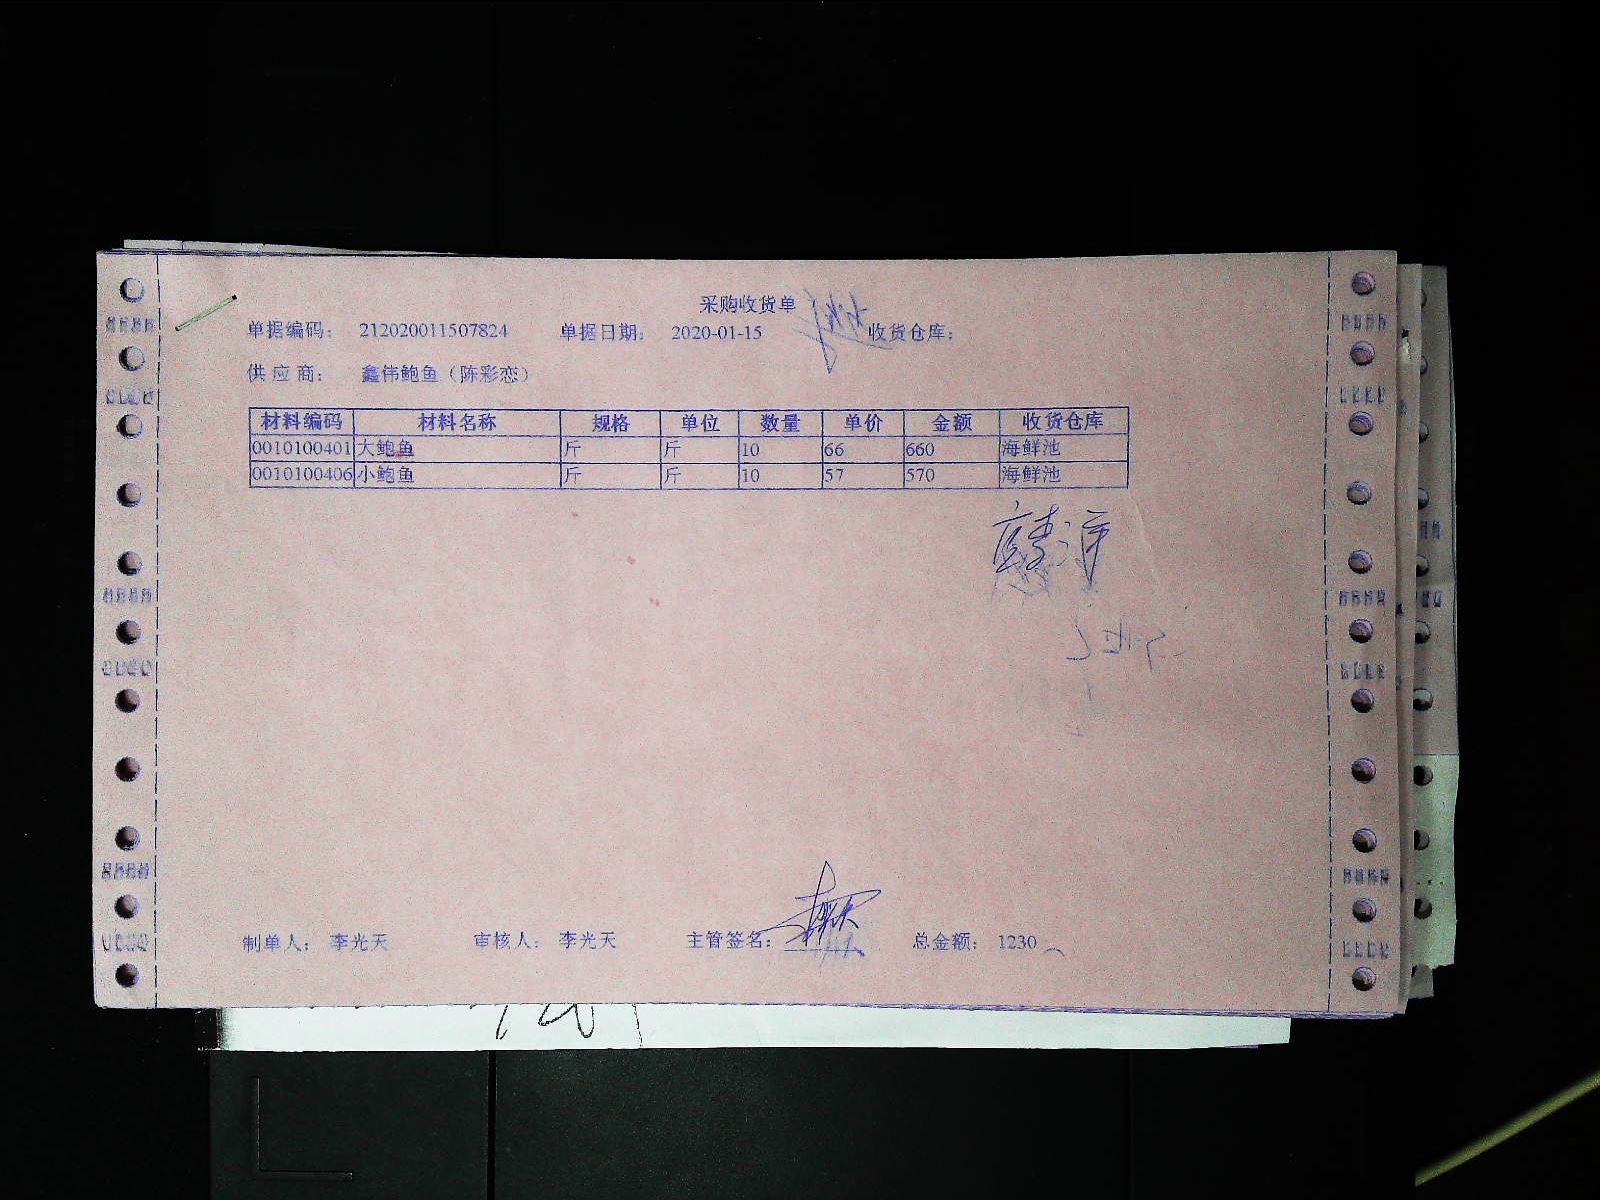 采购收货单
单据编码： 212020011507824 单据日期： 2020-01-15 收货仓库：
供 应 商： 鑫伟鲍鱼（陈彩恋）
材料编码 材料名称 规格 单位 数量 单价 金额 收货仓库
0010100401 大鲍鱼 斤 斤 10 66 660 海鲜池
0010100406 小鲍鱼 斤 斤 10 57 570 海鲜池
制单人： 李光天 审核人： 李光天 主管签名： 总金额： 1230